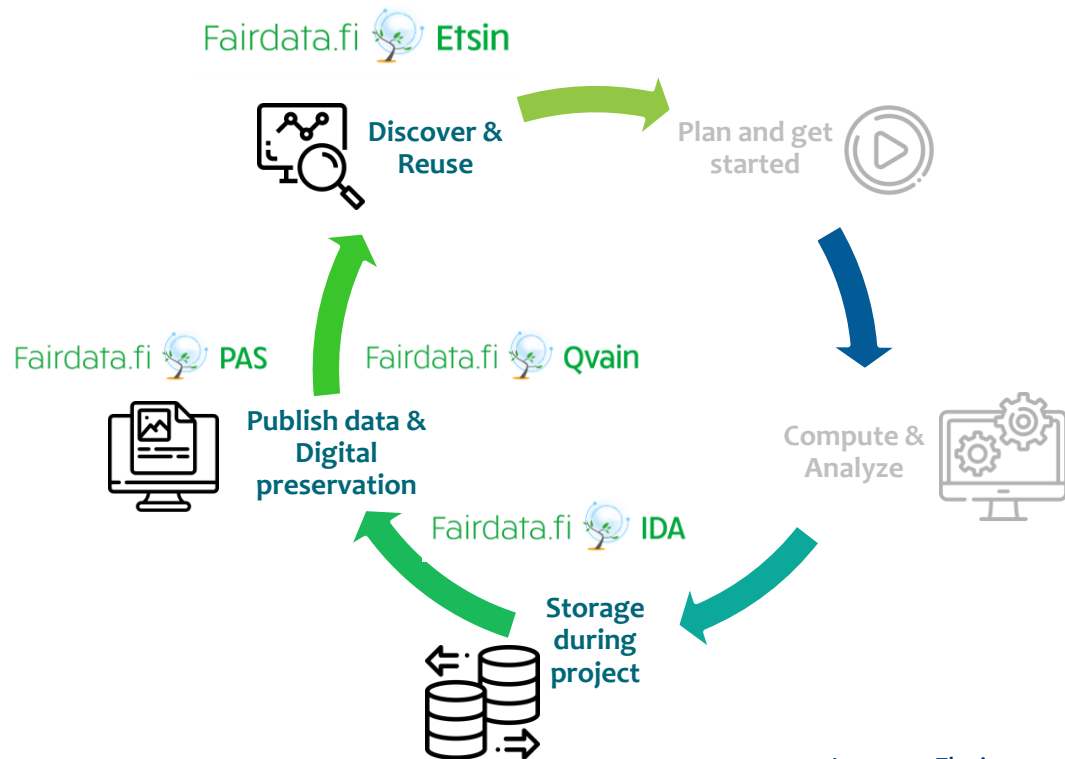 Fairdata.fi Etsin
Discover &
Reuse
Plan and get
started
Fairdata.fi PAS
Fairdata.fi Qvain
Publish data &
Digital
preservation
Compute &
Analyze
Fairdata.fi IDA
Storage
during
project